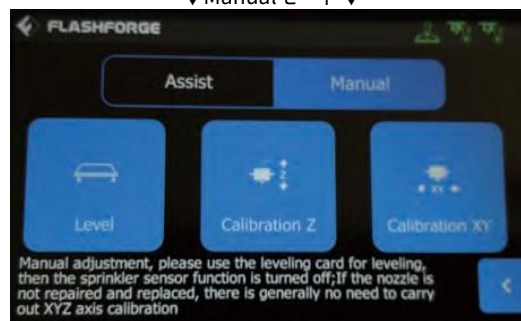 FLASHFORGE
Assist
Manual
Level
Calibration Z
Calibration XY
Manual adjustment, please use the leveling card for leveling,
then the sprinkler sensor function is turned off;If the nozzle is
not repaired and replaced, there is generally no need to carry
out XYZ axis calibration